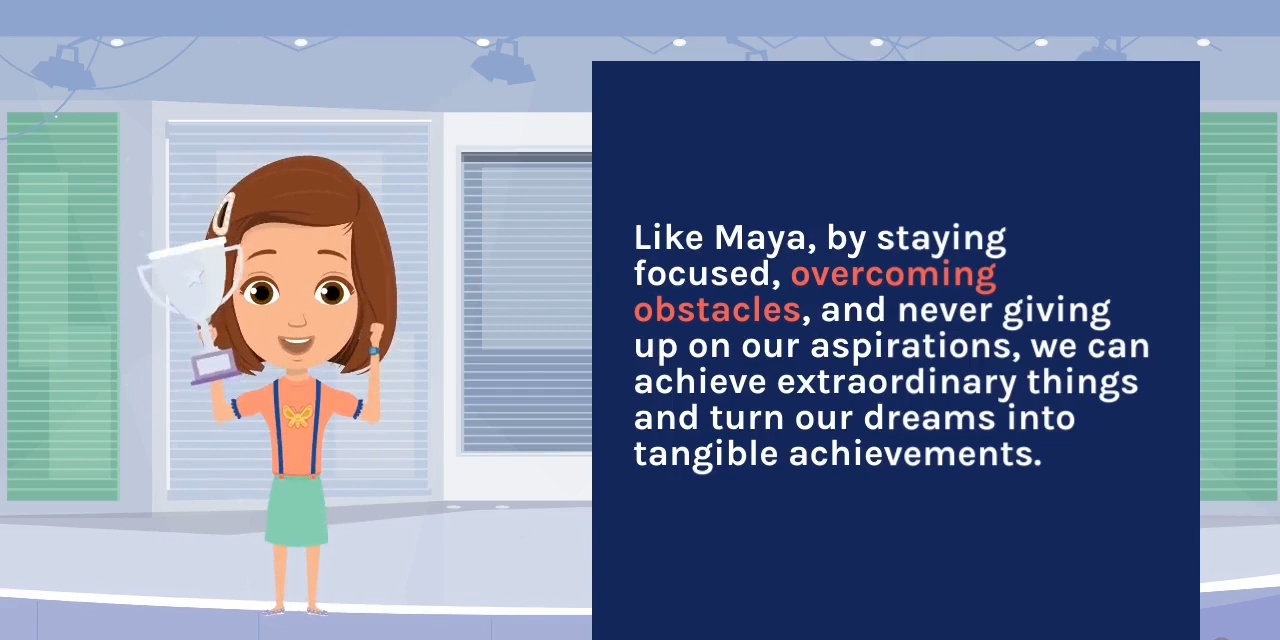 Like Maya, by staying
focused, overcoming
obstacles, and never giving
up on our aspirations, we can
achieve extraordinary things
and turn our dreams into
tangible achievements.